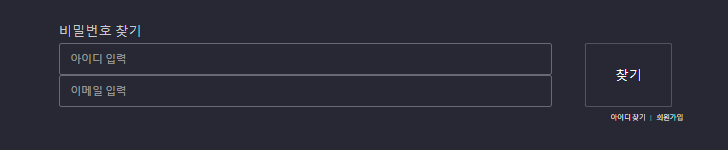 비밀번호 찾기
아이디 입력
이메일 입력
찾기
아이디 찾기 | 회원가입